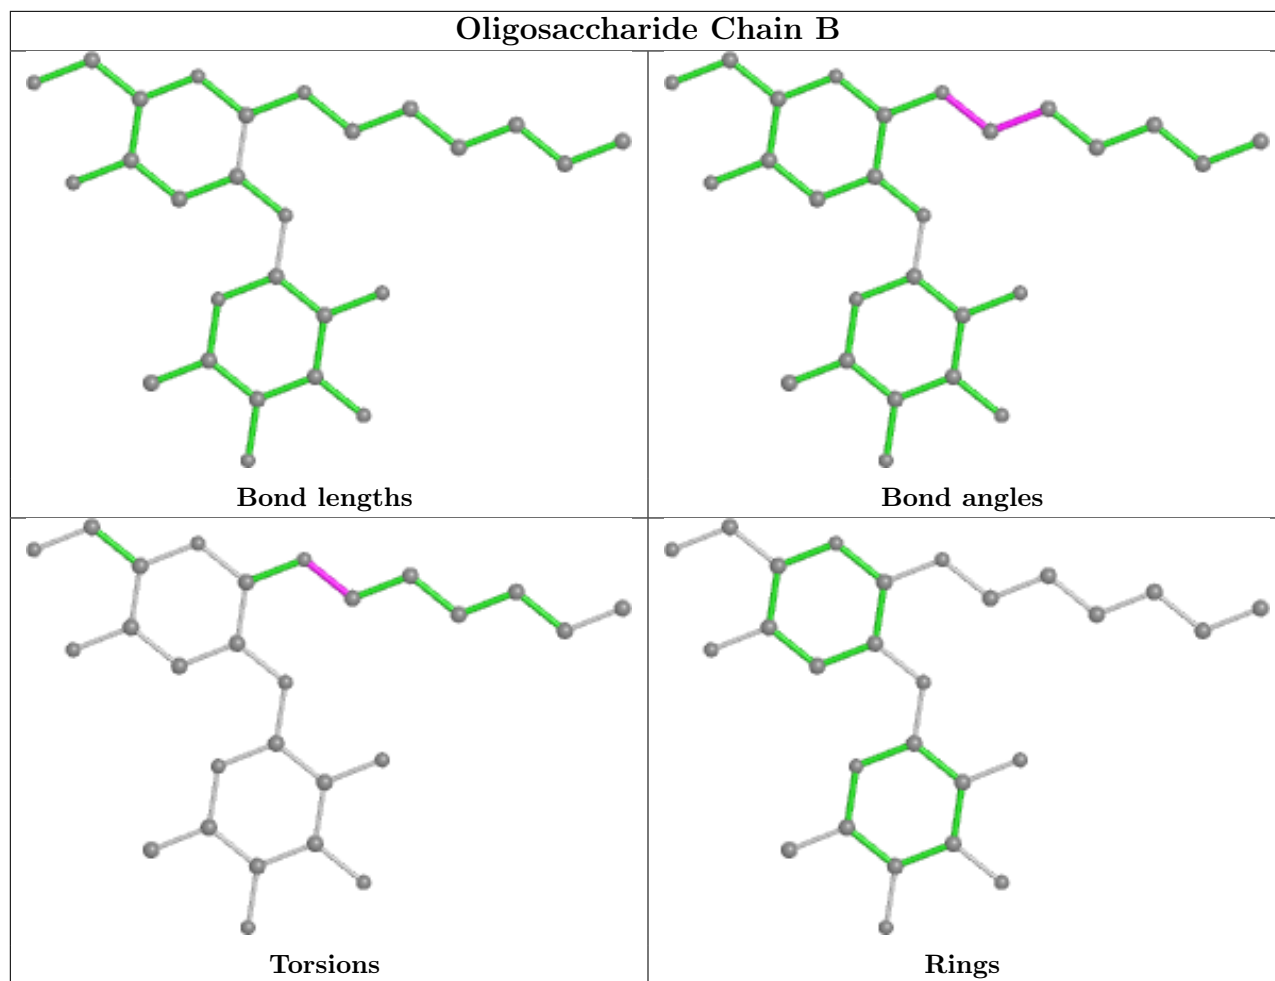 Oligosaccharide Chain B
Bond lengths
Bond angles
Torsions
Rings